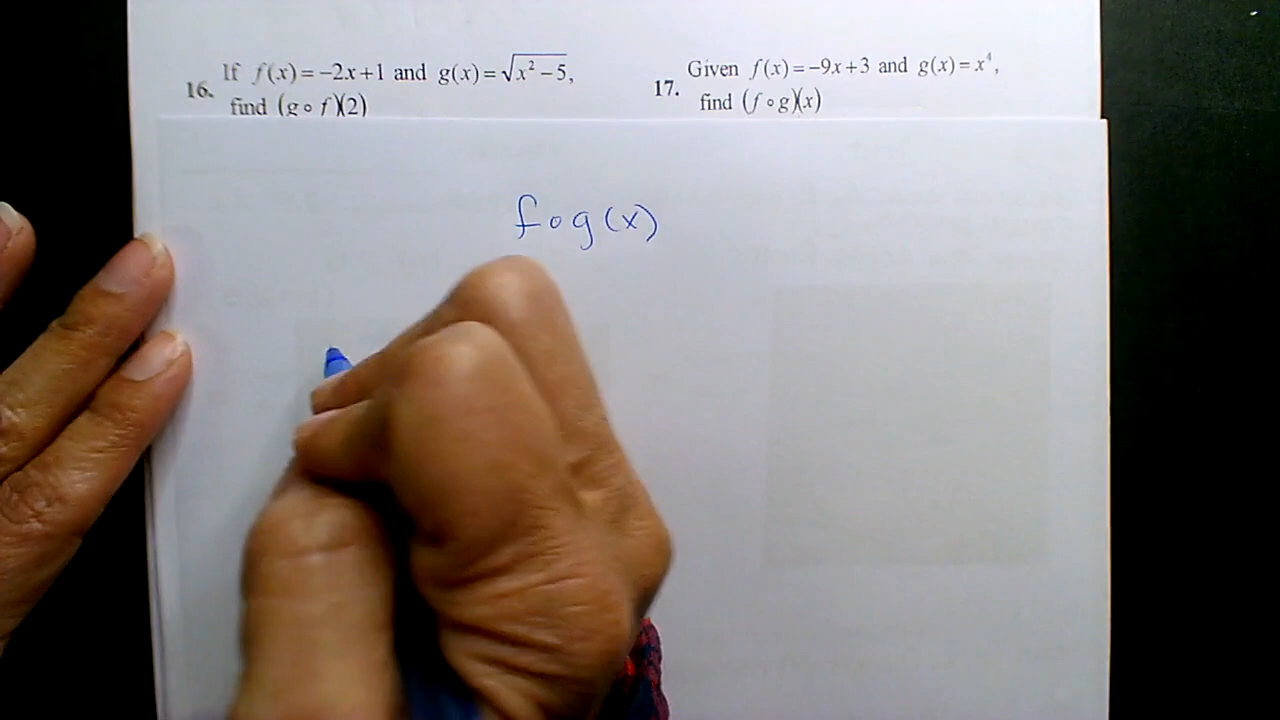 16. If f(x)=−2x+1 and g(x)=√(x²−5),
find (g∘f)(2)
17. Given f(x)=−9x+3 and g(x)=x⁴,
find (f∘g)(x)
f∘g(x)